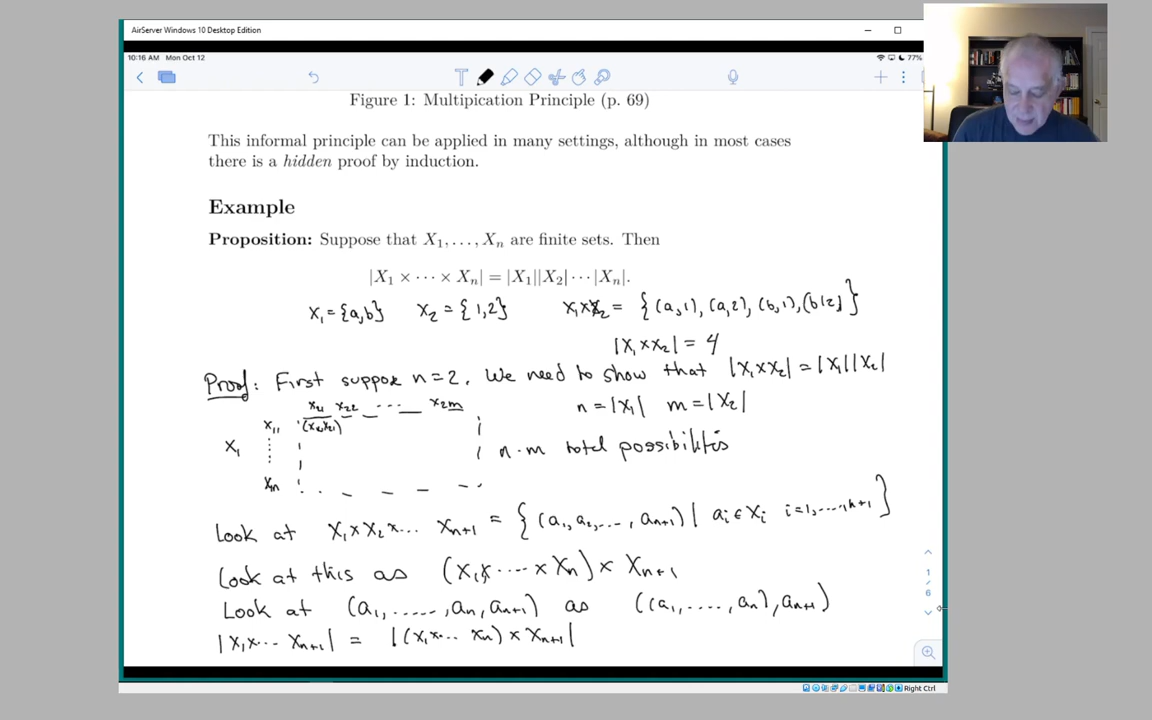 AirServer Windows 10 Desktop Edition
10:16 AM Mon Oct 12
77%
Figure 1: Multipication Principle (p. 69)
This informal principle can be applied in many settings, although in most cases
there is a hidden proof by induction.
Example
Proposition: Suppose that X₁, . . . , Xₙ are finite sets. Then
|X₁ × ⋯ × Xₙ| = |X₁||X₂| ⋯ |Xₙ|.
X₁ = {a,b} X₂ = {1,2} X₁×X₂ = {(a,1), (a,2), (b,1), (b,2)}
|X₁×X₂| = 4
Proof: First suppose n=2. We need to show that |X₁×X₂| = |X₁||X₂|
x₂₁ x₂₂ ... x₂ₘ n = |X₁| m = |X₂|
x₁₁
X₁ n·m total possibilities
x₁ₙ
Look at X₁×X₂×... Xₙ₊₁ = {(a₁,a₂,..., aₙ₊₁) | aᵢ ∈ Xᵢ i=1,....,n+1}
Look at this as (X₁×....×Xₙ) × Xₙ₊₁
Look at (a₁,.....,aₙ,aₙ₊₁) as ((a₁,....,aₙ),aₙ₊₁)
|X₁×... Xₙ₊₁| = |(X₁×... Xₙ)×Xₙ₊₁|
1
/
6
Right Ctrl